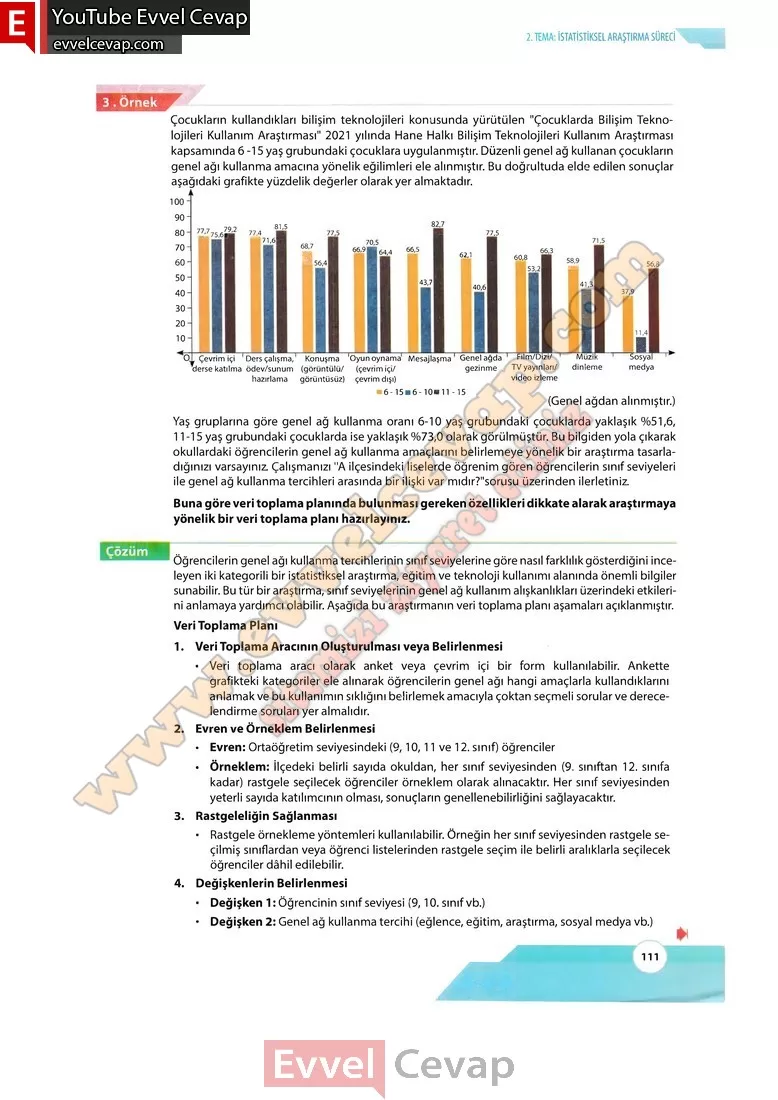 YouTube Evvel Cevap
E
evvelcevap.com
2. TEMA: İSTATİSTİKSEL ARAŞTIRMA SÜRECİ
3 . Örnek
Çocukların kullandıkları bilişim teknolojileri konusunda yürütülen "Çocuklarda Bilişim Tekno-
lojileri Kullanım Araştırması" 2021 yılında Hane Halkı Bilişim Teknolojileri Kullanım Araştırması
kapsamında 6 -15 yaş grubundaki çocuklara uygulanmıştır. Düzenli genel ağ kullanan çocukların
genel ağı kullanma amacına yönelik eğilimleri ele alınmıştır. Bu doğrultuda elde edilen sonuçlar
aşağıdaki grafikte yüzdelik değerler olarak yer almaktadır.
100
90
80
70
60
50
40
30
20
10
O
77,7 75,6 79,2
77,4 71,6 81,5
68,7 56,4 77,5
66,9 70,5 64,4
66,5 43,7 82,7
62,1 40,6 77,5
60,8 53,2 66,3
58,9 41,3 71,5
37,9 11,4 56,8
Çevrim içi
derse katılma
Ders çalışma,
ödev/sunum
hazırlama
Konuşma
(görüntülü/
görüntüsüz)
Oyun oynama
(çevrim içi/
çevrim dışı)
Mesajlaşma
Genel ağda
gezinme
Film/Dizi/
TV yayınları/
video izleme
Müzik
dinleme
Sosyal
medya
6 - 15 6 - 10 11 - 15
(Genel ağdan alınmıştır.)
Yaş gruplarına göre genel ağ kullanma oranı 6-10 yaş grubundaki çocuklarda yaklaşık %51,6,
11-15 yaş grubundaki çocuklarda ise yaklaşık %73,0 olarak görülmüştür. Bu bilgiden yola çıkarak
okullardaki öğrencilerin genel ağ kullanma amaçlarını belirlemeye yönelik bir araştırma tasarla-
dığınızı varsayınız. Çalışmanızı "A ilçesindeki liselerde öğrenim gören öğrencilerin sınıf seviyeleri
ile genel ağ kullanma tercihleri arasında bir ilişki var mıdır?"sorusu üzerinden ilerletiniz.
Buna göre veri toplama planında bulunması gereken özellikleri dikkate alarak araştırmaya
yönelik bir veri toplama planı hazırlayınız.
Çözüm
Öğrencilerin genel ağı kullanma tercihlerinin sınıf seviyelerine göre nasıl farklılık gösterdiğini ince-
leyen iki kategorili bir istatistiksel araştırma, eğitim ve teknoloji kullanımı alanında önemli bilgiler
sunabilir. Bu tür bir araştırma, sınıf seviyelerinin genel ağ kullanım alışkanlıkları üzerindeki etkileri-
ni anlamaya yardımcı olabilir. Aşağıda bu araştırmanın veri toplama planı aşamaları açıklanmıştır.
Veri Toplama Planı
1. Veri Toplama Aracının Oluşturulması veya Belirlenmesi
• Veri toplama aracı olarak anket veya çevrim içi bir form kullanılabilir. Ankette
grafikteki kategoriler ele alınarak öğrencilerin genel ağı hangi amaçlarla kullandıklarını
anlamak ve bu kullanımın sıklığını belirlemek amacıyla çoktan seçmeli sorular ve derece-
lendirme soruları yer almalıdır.
2. Evren ve Örneklem Belirlenmesi
• Evren: Ortaöğretim seviyesindeki (9, 10, 11 ve 12. sınıf) öğrenciler
• Örneklem: İlçedeki belirli sayıda okuldan, her sınıf seviyesinden (9. sınıftan 12. sınıfa
kadar) rastgele seçilecek öğrenciler örneklem olarak alınacaktır. Her sınıf seviyesinden
yeterli sayıda katılımcının olması, sonuçların genellenebilirliğini sağlayacaktır.
3. Rastgeleliğin Sağlanması
• Rastgele örnekleme yöntemleri kullanılabilir. Örneğin her sınıf seviyesinden rastgele se-
çilmiş sınıflardan veya öğrenci listelerinden rastgele seçim ile belirli aralıklarla seçilecek
öğrenciler dâhil edilebilir.
4. Değişkenlerin Belirlenmesi
• Değişken 1: Öğrencinin sınıf seviyesi (9, 10. sınıf vb.)
• Değişken 2: Genel ağ kullanma tercihi (eğlence, eğitim, araştırma, sosyal medya vb.)
www.evvelcevap.com
sitemizi ziyaret ediniz
111
Evvel Cevap